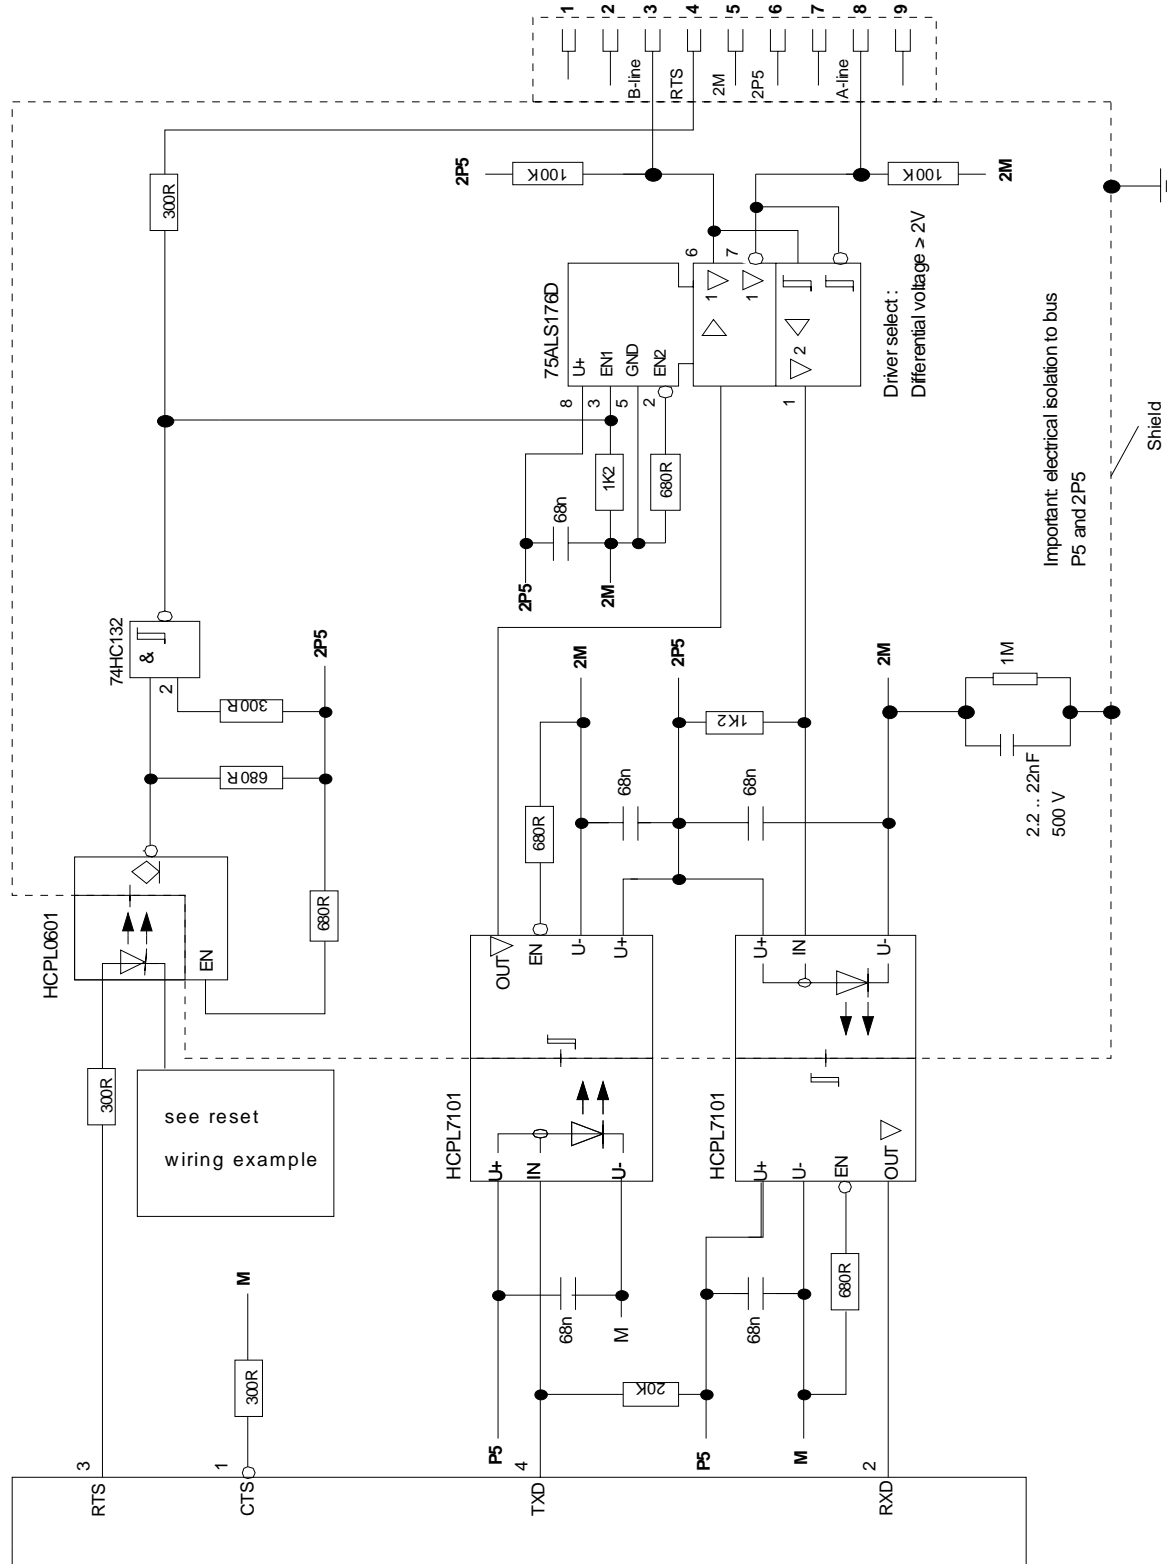 1
2
3
4
5
6
7
8
9
B-line
RTS
2M
2P5
A-line
300R
2P5
100K
100K
2M
6
7
75ALS176D
U+
EN1
GND
EN2
1
1
2
8
3
5
2
1
Driver select :
Differential voltage > 2V
1K2
680R
68n
2P5
2M
Important: electrical isolation to bus
P5 and 2P5
Shield
74HC132
&
2
300R
2P5
680R
680R
HCPL0601
EN
2M
2P5
2M
1M
1K2
68n
68n
680R
2.2 .. 22nF
500 V
OUT
EN
U-
U+
U+
IN
U-
HCPL7101
U+
IN
U-
HCPL7101
U+
U-
EN
OUT
300R
see reset
wiring example
M
300R
68n
M
68n
680R
20K
P5
P5
M
3
1
4
2
RTS
CTS
TXD
RXD